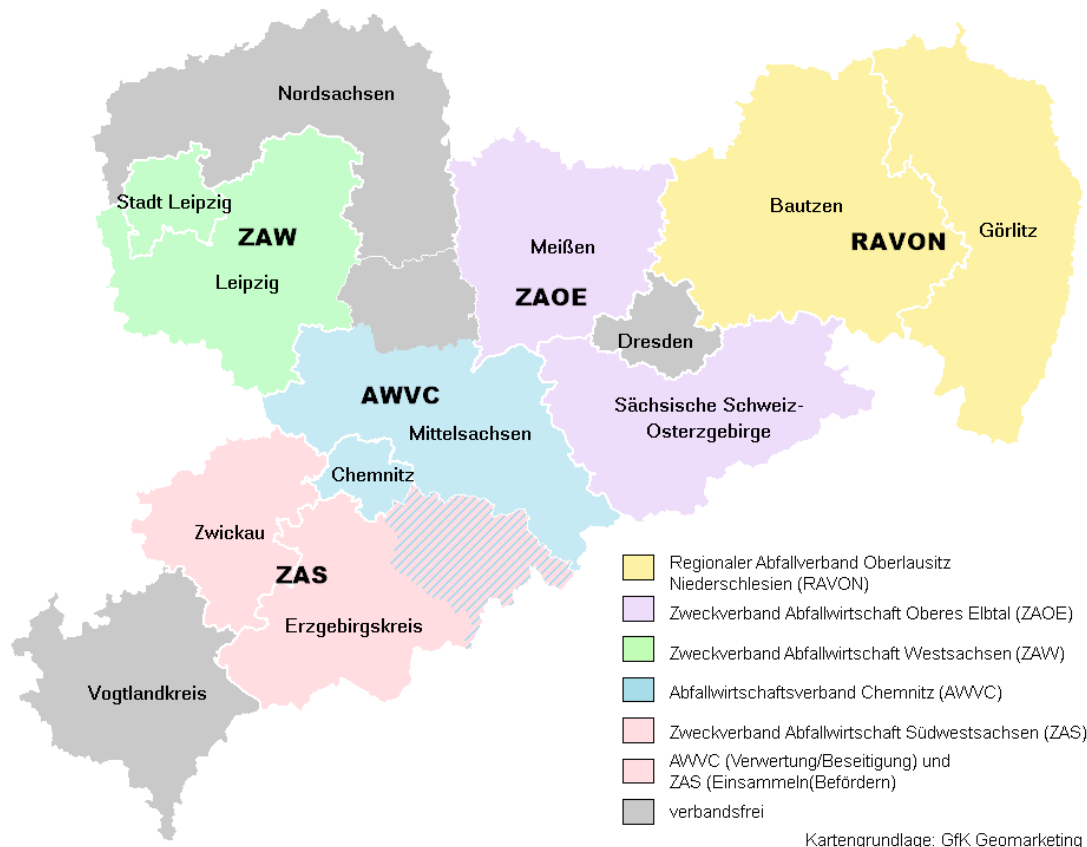 Nordsachsen
Stadt Leipzig
ZAW
Leipzig
Meißen
ZAOE
Bautzen
RAVON
Görlitz
Dresden
AWVC
Mittelsachsen
Sächsische Schweiz-
Osterzgebirge
Chemnitz
Zwickau
ZAS
Erzgebirgskreis
Vogtlandkreis
Regionaler Abfallverband Oberlausitz
Niederschlesien (RAVON)
Zweckverband Abfallwirtschaft Oberes Elbtal (ZAOE)
Zweckverband Abfallwirtschaft Westsachsen (ZAW)
Abfallwirtschaftsverband Chemnitz (AWVC)
Zweckverband Abfallwirtschaft Südwestsachsen (ZAS)
AWVC (Verwertung/Beseitigung) und
ZAS (Einsammeln(Befördern)
verbandsfrei
Kartengrundlage: GfK Geomarketing